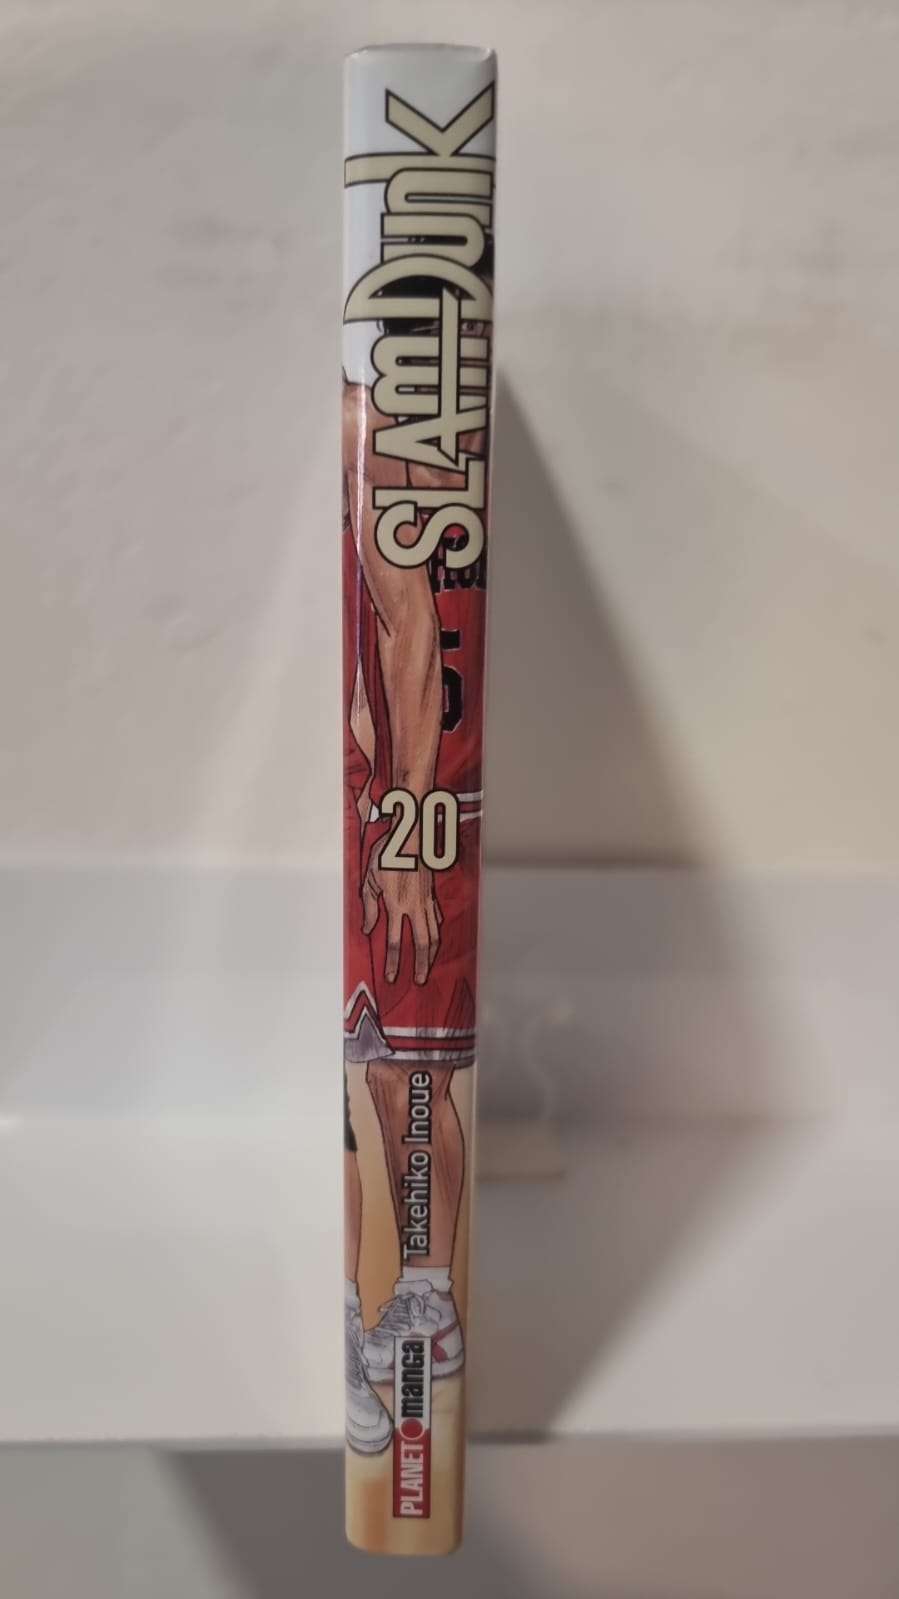 SLAM DUNK
20
Takehiko Inoue
PLANET manga